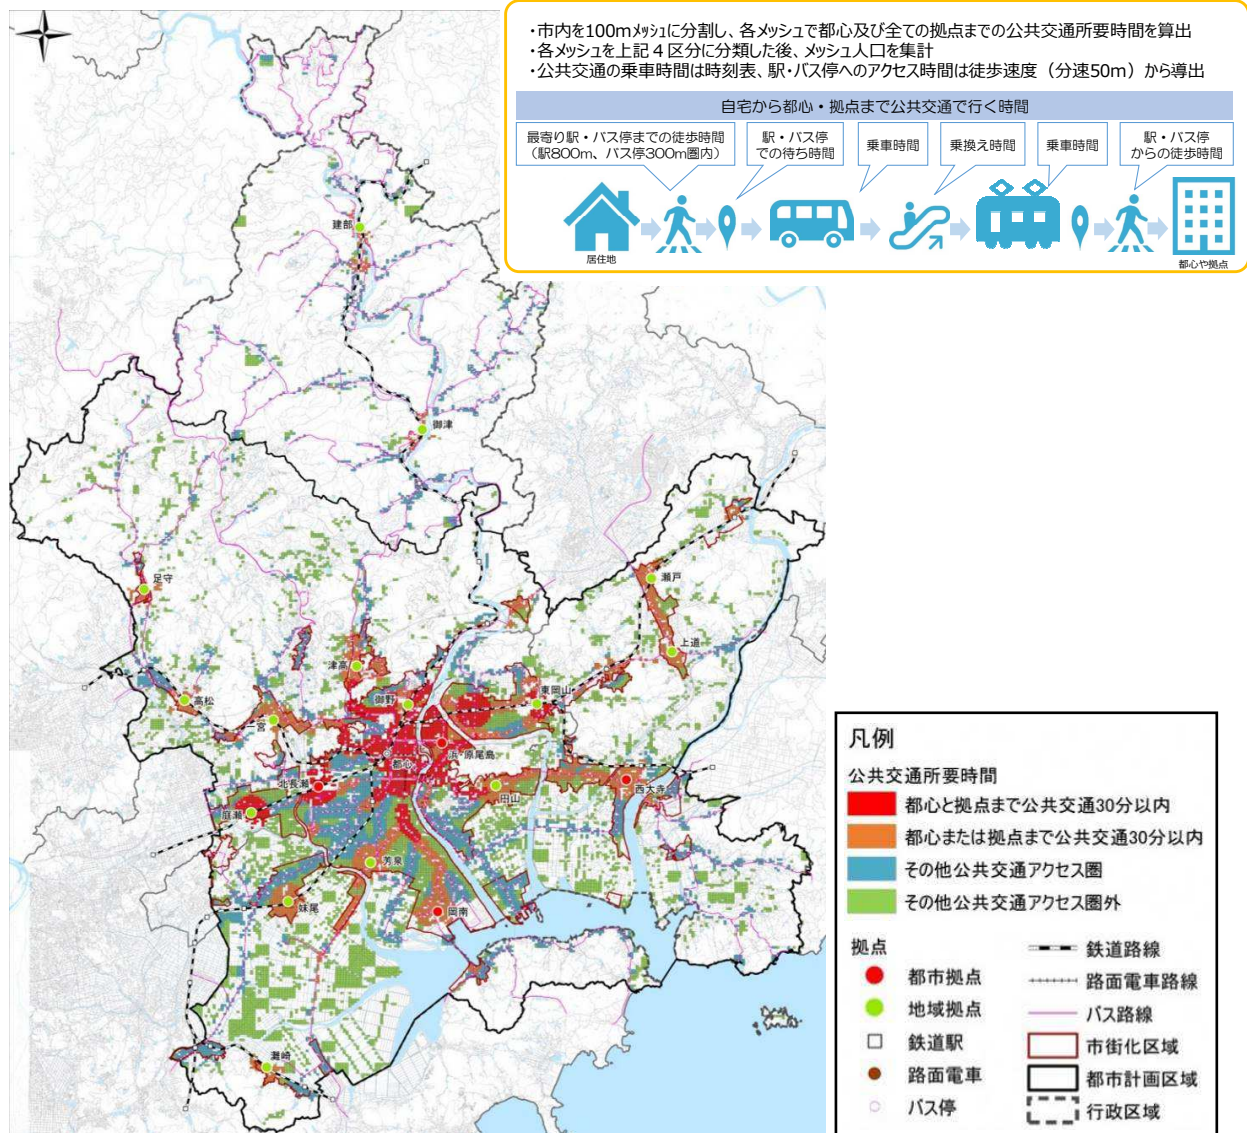 ・市内を100mメッシュに分割し、各メッシュで都心及び全ての拠点までの公共交通所要時間を算出
・各メッシュを上記４区分に分類した後、メッシュ人口を集計
・公共交通の乗車時間は時刻表、駅・バス停へのアクセス時間は徒歩速度（分速50m）から導出
自宅から都心・拠点まで公共交通で行く時間
最寄り駅・バス停までの徒歩時間
（駅800m、バス停300m圏内）
駅・バス停
での待ち時間
乗車時間
乗換え時間
乗車時間
駅・バス停
からの徒歩時間
居住地
都心や拠点
建部
御津
足守
瀬戸
上道
津高
高松
御野
東岡山
一宮
浜・原尾島
都心
北長瀬
西大寺
田山
庭瀬
芳泉
妹尾
岡南
灘崎
凡例
公共交通所要時間
都心と拠点まで公共交通30分以内
都心または拠点まで公共交通30分以内
その他公共交通アクセス圏
その他公共交通アクセス圏外
拠点
都市拠点
地域拠点
鉄道駅
路面電車
バス停
鉄道路線
路面電車路線
バス路線
市街化区域
都市計画区域
行政区域